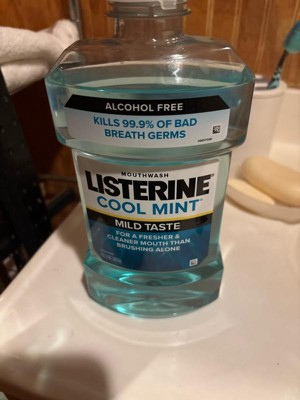 ALCOHOL FREE
KILLS 99.9% OF BAD
BREATH GERMS
MOUTHWASH
LISTERINE
COOL MINT
MILD TASTE
FOR A FRESHER &
CLEANER MOUTH THAN
BRUSHING ALONE